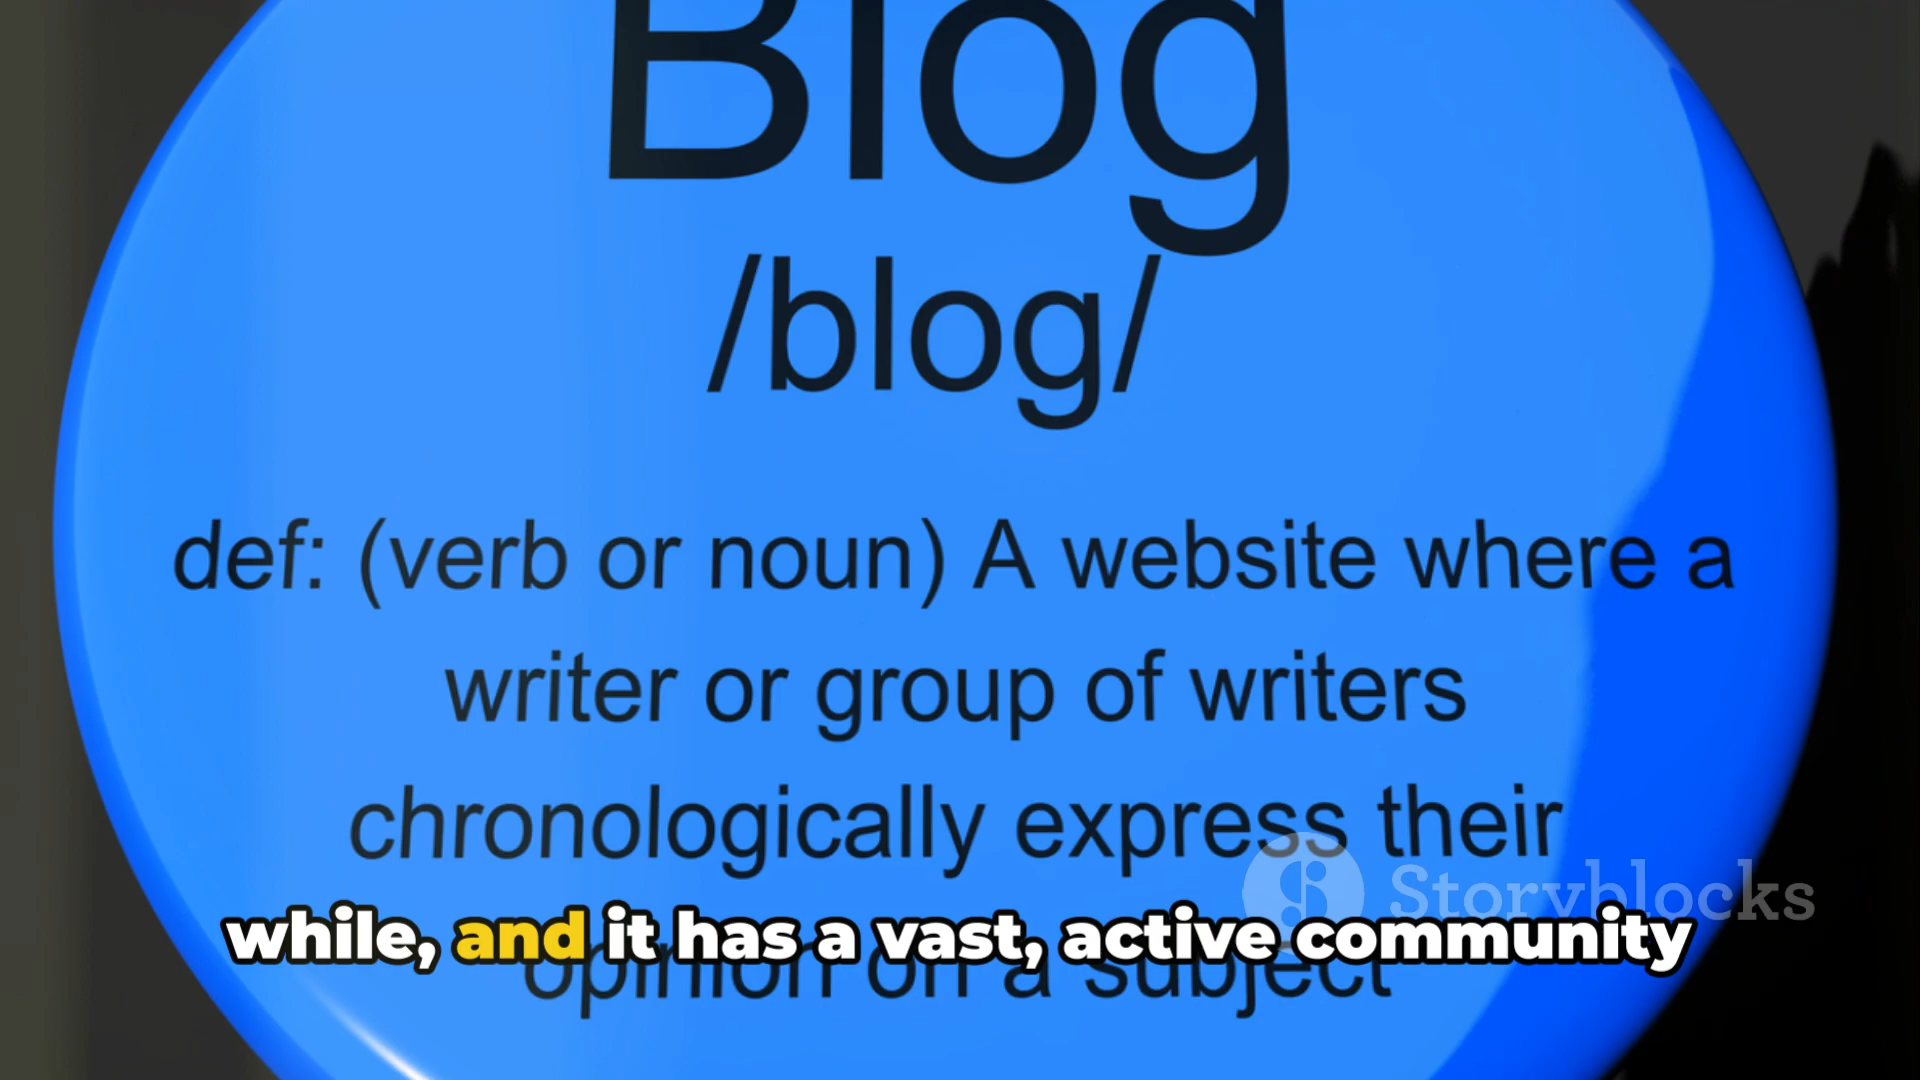 Blog
/blog/
def: (verb or noun) A website where a
writer or group of writers
chronologically express their
Storyblocks
while, and it has a vast, active community
opinion on a subject